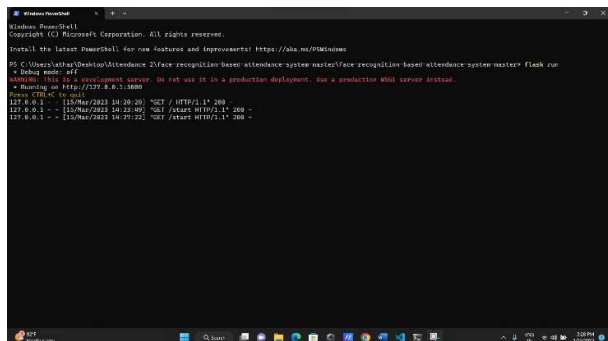 Windows PowerShell
Windows PowerShell
Copyright (C) Microsoft Corporation. All rights reserved.
Install the latest PowerShell for new features and improvements! https://aka.ms/PSWindows
PS C:\Users\athar\Desktop\Attendance 2\face-recognition-based-attendance-system-master\face-recognition-based-attendance-system-master> flask run
* Debug mode: off
WARNING: This is a development server. Do not use it in a production deployment. Use a production WSGI server instead.
* Running on http://127.0.0.1:5000
Press CTRL+C to quit
127.0.0.1 - - [15/Mar/2023 14:20:20] "GET / HTTP/1.1" 200 -
127.0.0.1 - - [15/Mar/2023 14:23:49] "GET /start HTTP/1.1" 200 -
127.0.0.1 - - [15/Mar/2023 14:27:22] "GET /start HTTP/1.1" 200 -
Search
ENG
IN
2:28 PM